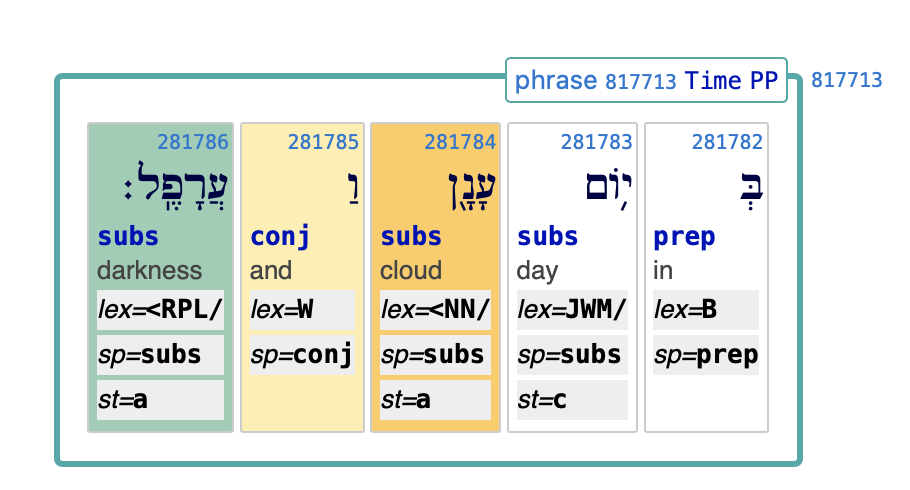 phrase 817713 Time PP
817713
281786 281785 281784 281783 281782
בְּ יֹ֥ום עָנָ֖ן וַ עֲרָפֶֽל׃
subs conj subs subs prep
darkness and cloud day in
lex=<RPL/ lex=W lex=<NN/ lex=JWM/ lex=B
sp=subs sp=conj sp=subs sp=subs sp=prep
st=a st=a st=c